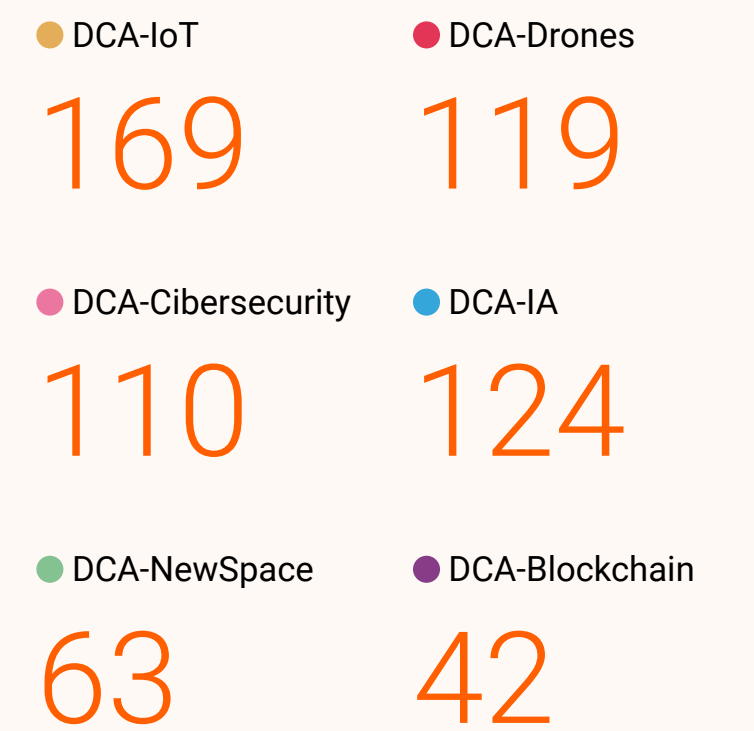 DCA-IoT
169
DCA-Drones
119
DCA-Cibersecurity
110
DCA-IA
124
DCA-NewSpace
63
DCA-Blockchain
42